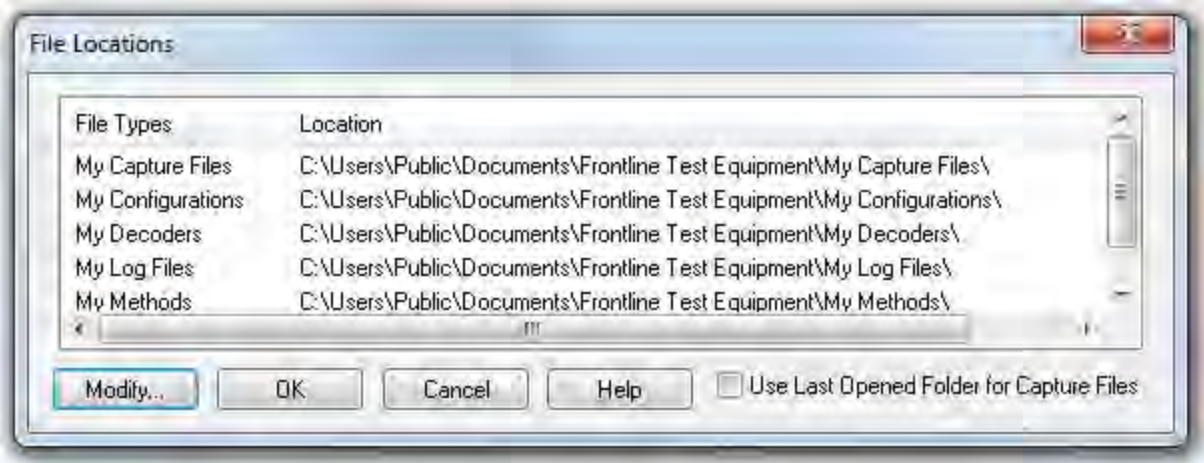 File Locations
File Types Location
My Capture Files C:\Users\Public\Documents\Frontline Test Equipment\My Capture Files\
My Configurations C:\Users\Public\Documents\Frontline Test Equipment\My Configurations\
My Decoders C:\Users\Public\Documents\Frontline Test Equipment\My Decoders\
My Log Files C:\Users\Public\Documents\Frontline Test Equipment\My Log Files\
My Methods C:\Users\Public\Documents\Frontline Test Equipment\My Methods\
Modify... OK Cancel Help Use Last Opened Folder for Capture Files